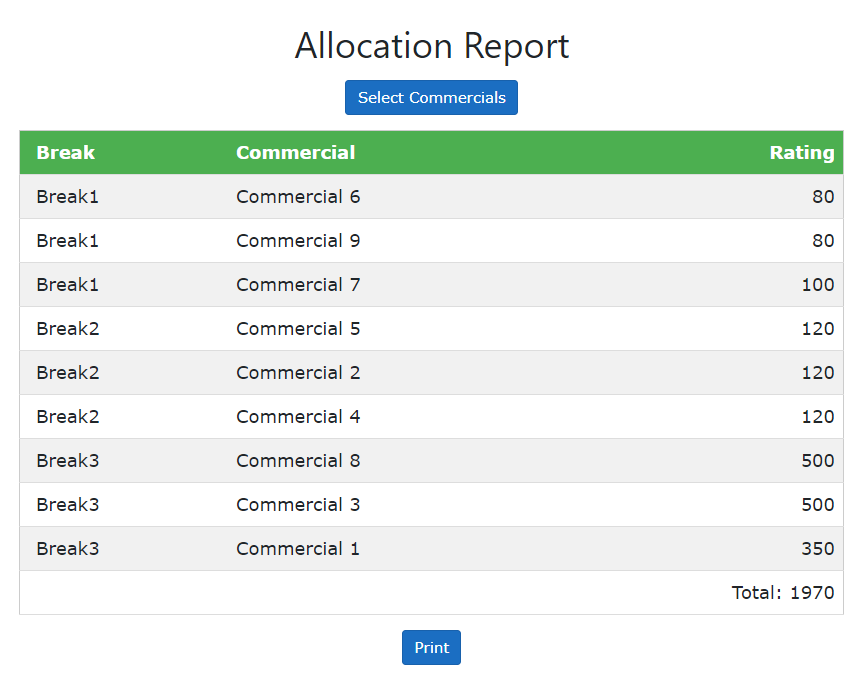 Allocation Report
Select Commercials
Break Commercial Rating
Break1 Commercial 6 80
Break1 Commercial 9 80
Break1 Commercial 7 100
Break2 Commercial 5 120
Break2 Commercial 2 120
Break2 Commercial 4 120
Break3 Commercial 8 500
Break3 Commercial 3 500
Break3 Commercial 1 350
Total: 1970
Print